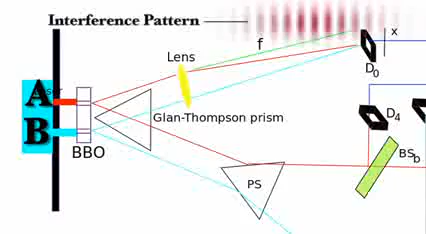 Interference Pattern
Lens
f
x
D0
A
B
BBO
Glan-Thompson prism
D4
PS
BSb